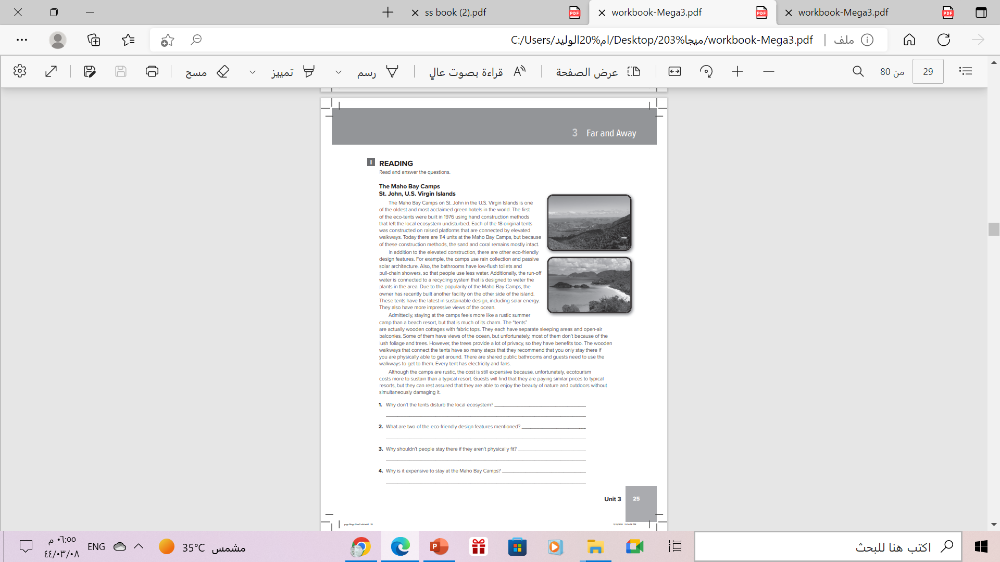 ss book (2).pdf
workbook-Mega3.pdf
workbook-Mega3.pdf
C:/Users/ام%20الوليد/Desktop/ميجا%203/workbook-Mega3.pdf
ملف
مسح
تمييز
رسم
قراءة بصوت عالٍ
عرض الصفحة
29 من 80
3 Far and Away
I READING
Read and answer the questions.
The Maho Bay Camps
St. John, U.S. Virgin Islands
The Maho Bay Camps on St. John in the U.S. Virgin Islands is one
of the oldest and most acclaimed green hotels in the world. The first
of the eco-tents were built in 1976 using hand construction methods
that left the local ecosystem undisturbed. Each of the 18 original tents
was constructed on raised platforms that are connected by elevated
walkways. Today there are 114 units at the Maho Bay Camps, but because
of these construction methods, the sand and coral remains mostly intact.
In addition to the elevated construction, there are other eco-friendly
design features. For example, the camps use rain collection and passive
solar architecture. Also, the bathrooms have low-flush toilets and
pull-chain showers, so that people use less water. Additionally, the run-off
water is connected to a recycling system that is designed to water the
plants in the area. Due to the popularity of the Maho Bay Camps, the
owner has recently built another facility on the other side of the island.
These tents have the latest in sustainable design, including solar energy.
They also have more impressive views of the ocean.
Admittedly, staying at the camps feels more like a rustic summer
camp than a beach resort, but that is much of its charm. The “tents”
are actually wooden cottages with fabric tops. They each have separate sleeping areas and open-air
balconies. Some of them have views of the ocean, but unfortunately, most of them don’t because of the
lush foliage and trees. However, the trees provide a lot of privacy, so they have benefits too. The wooden
walkways that connect the tents have so many steps that they recommend that you only stay there if
you are physically able to get around. There are shared public bathrooms and guests need to use the
walkways to get to them. Every tent has electricity and fans.
Although the camps are rustic, the cost is still expensive because, unfortunately, ecotourism
costs more to sustain than a typical resort. Guests will find that they are paying similar prices to typical
resorts, but they can rest assured that they are able to enjoy the beauty of nature and outdoors without
simultaneously damaging it.
1. Why don’t the tents disturb the local ecosystem?
2. What are two of the eco-friendly design features mentioned?
3. Why shouldn’t people stay there if they aren’t physically fit?
4. Why is it expensive to stay at the Maho Bay Camps?
Unit 3 25
٠٦:٥٥ م
٤٤/٠٣/٠٨
ENG
35°C مشمس
اكتب هنا للبحث